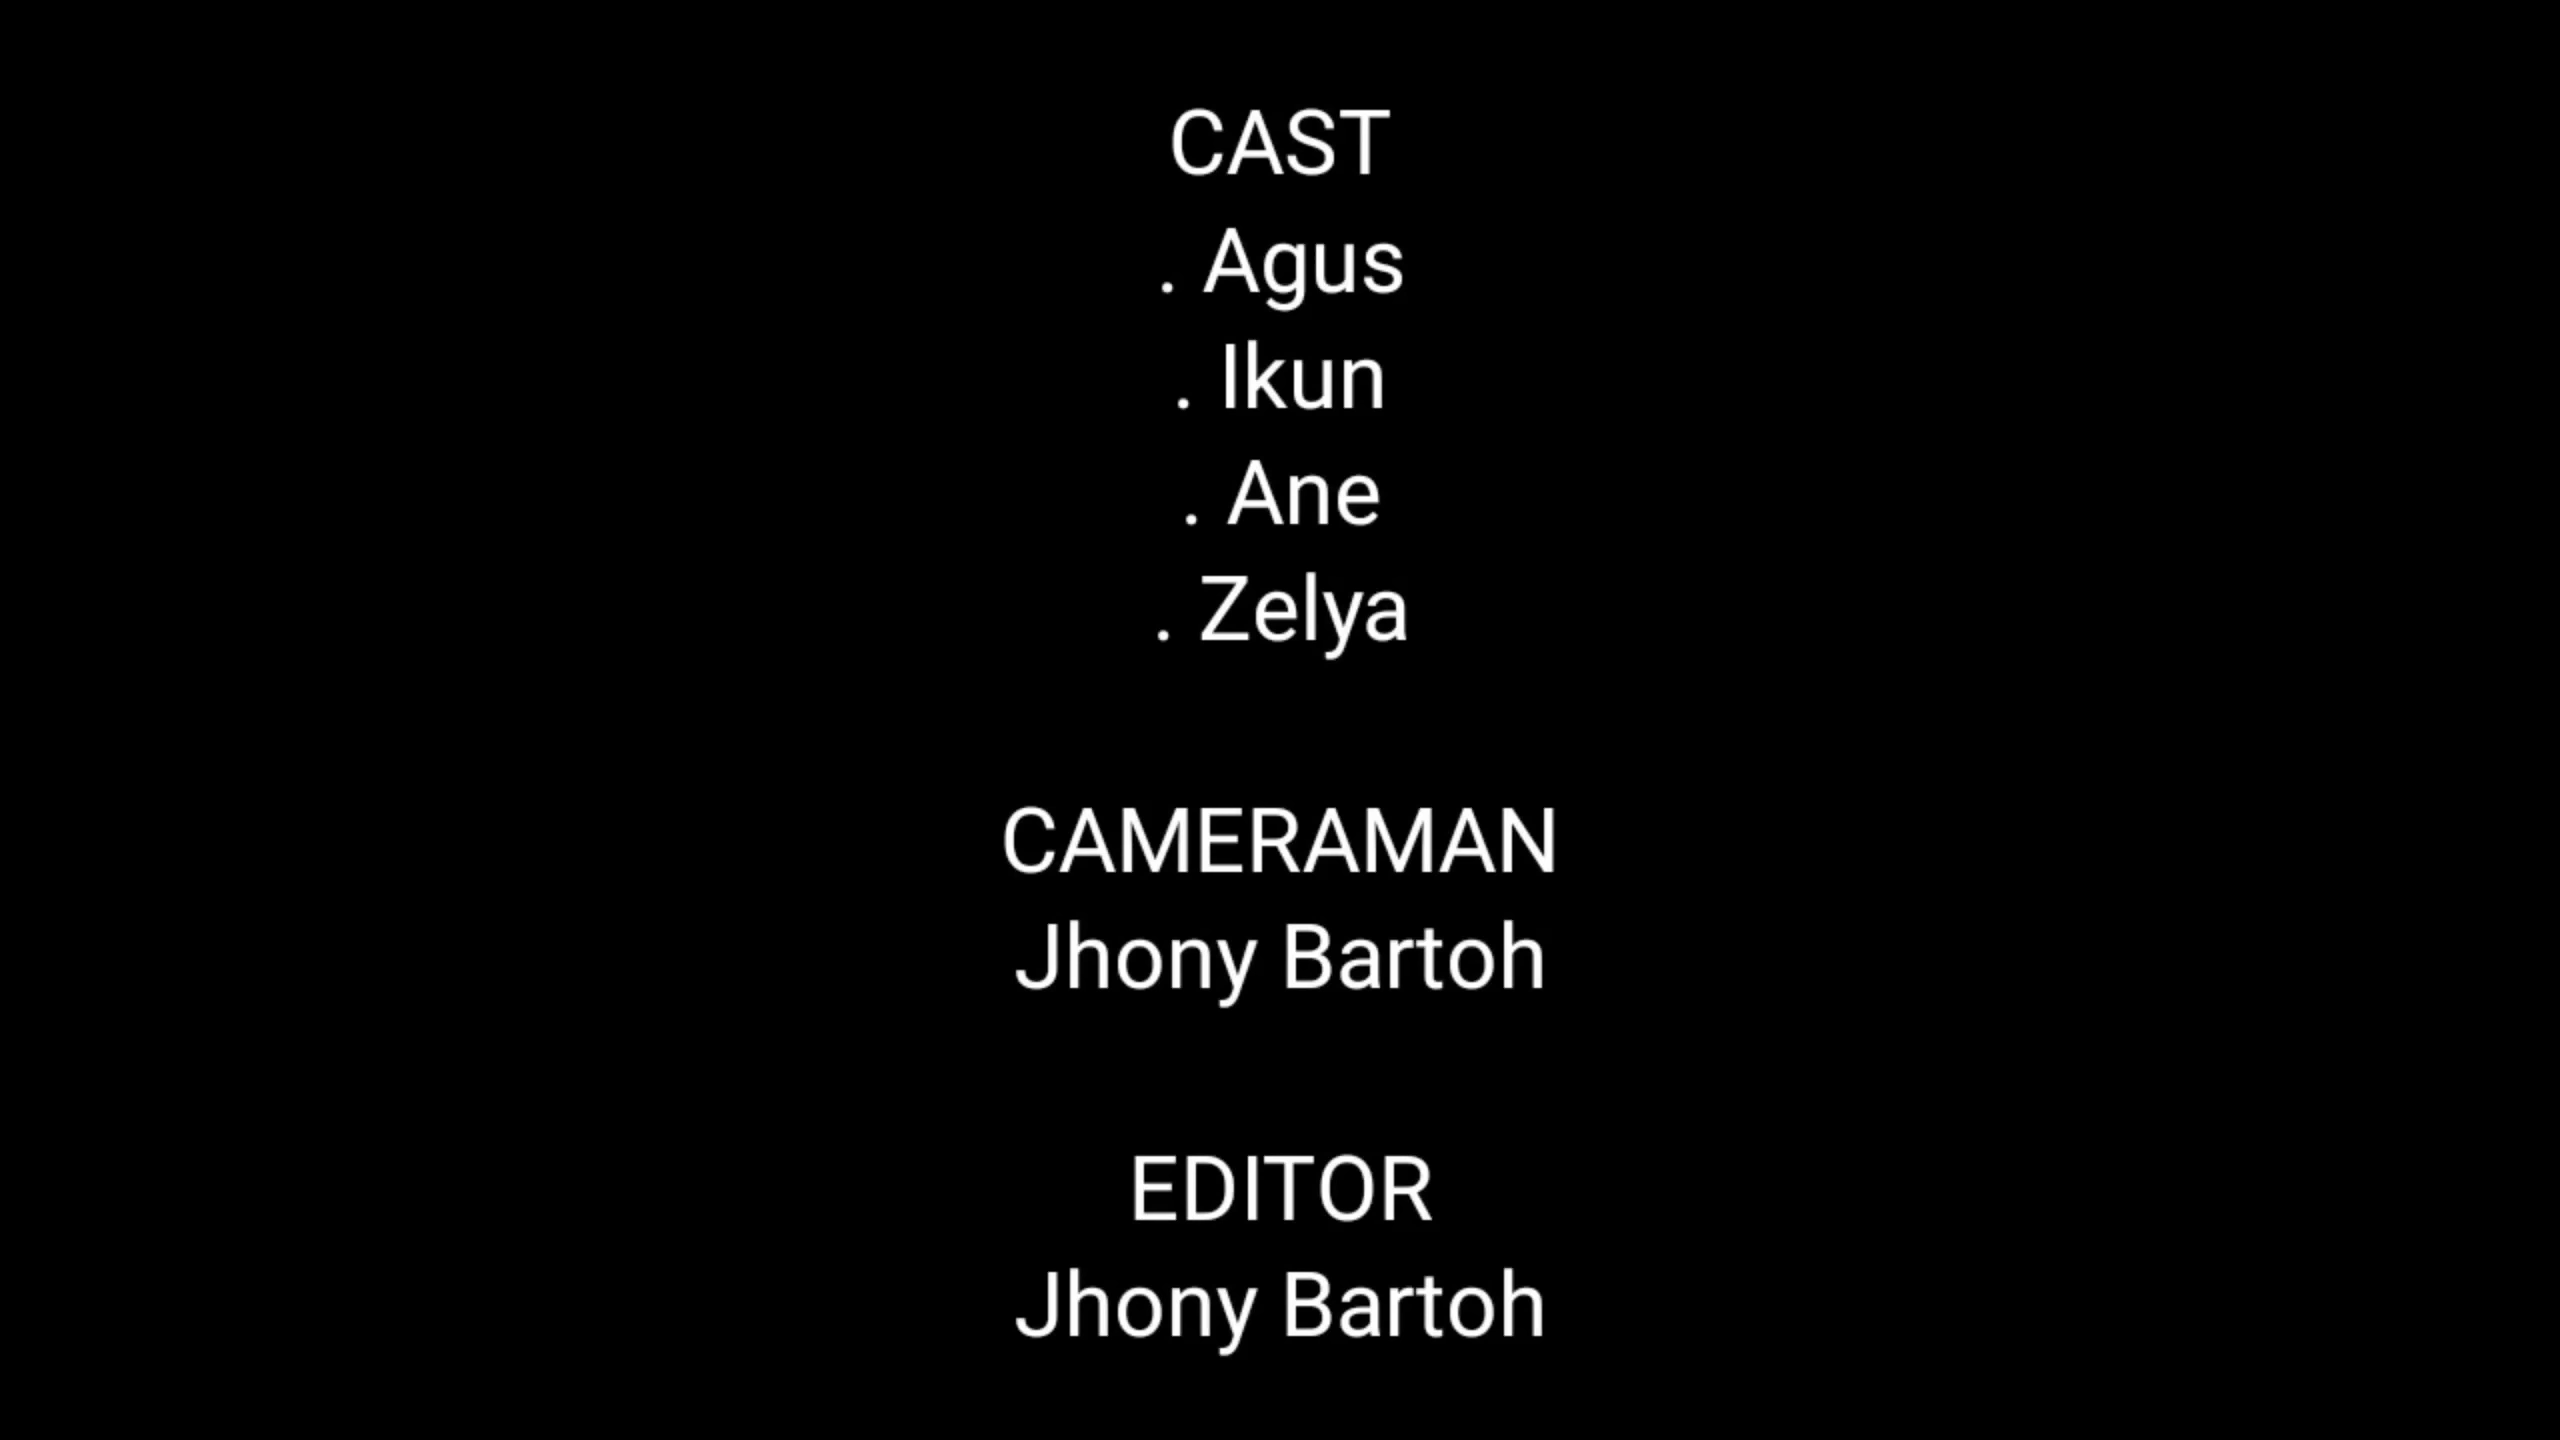 CAST
. Agus
. Ikun
. Ane
. Zelya
CAMERAMAN
Jhony Bartoh
EDITOR
Jhony Bartoh